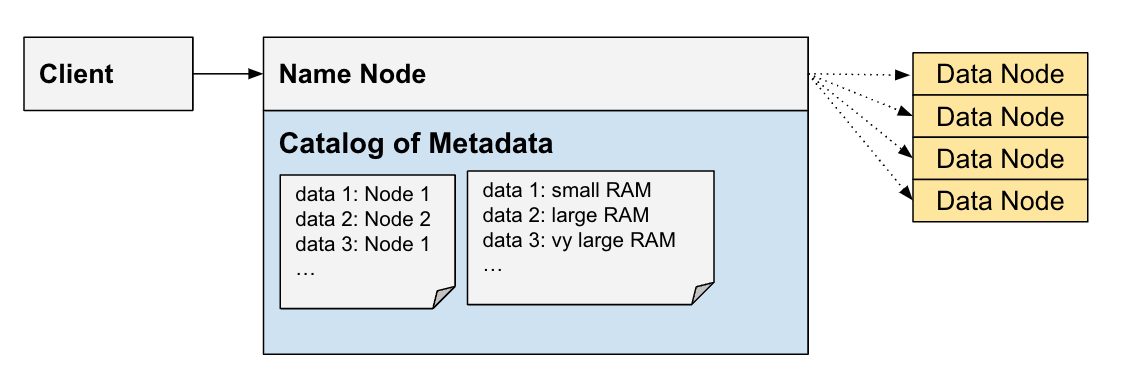 Client
Name Node
Catalog of Metadata
data 1: Node 1
data 2: Node 2
data 3: Node 1
…
data 1: small RAM
data 2: large RAM
data 3: vy large RAM
…
Data Node
Data Node
Data Node
Data Node